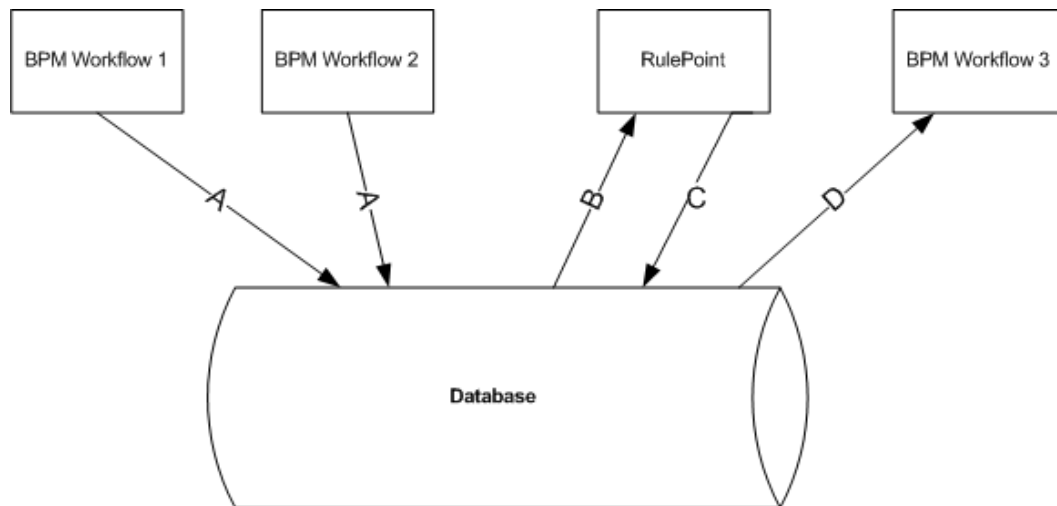 BPM Workflow 1
BPM Workflow 2
RulePoint
BPM Workflow 3
A
A
B
C
D
Database